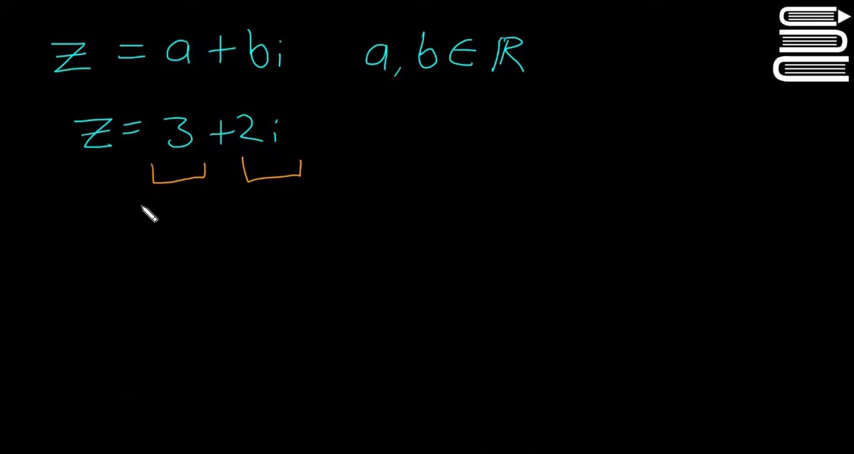 z = a + bi a, b ∈ ℝ
z = 3 + 2i